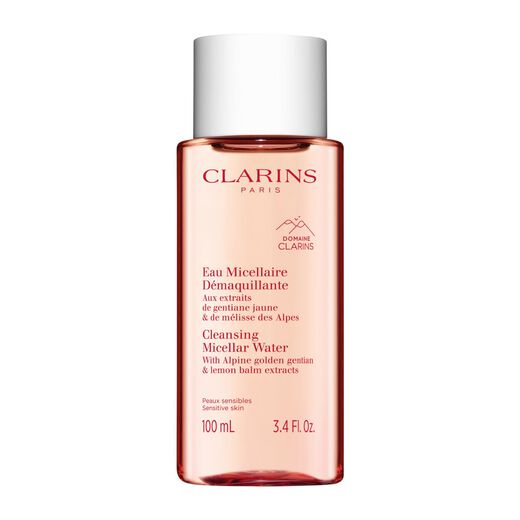 CLARINS
PARIS
DOMAINE
CLARINS
Eau Micellaire
Démaquillante
Aux extraits
de gentiane jaune
& de mélisse des Alpes
Cleansing
Micellar Water
With Alpine golden gentian
& lemon balm extracts
Peaux sensibles
Sensitive skin
100 mL 3.4 Fl. Oz.